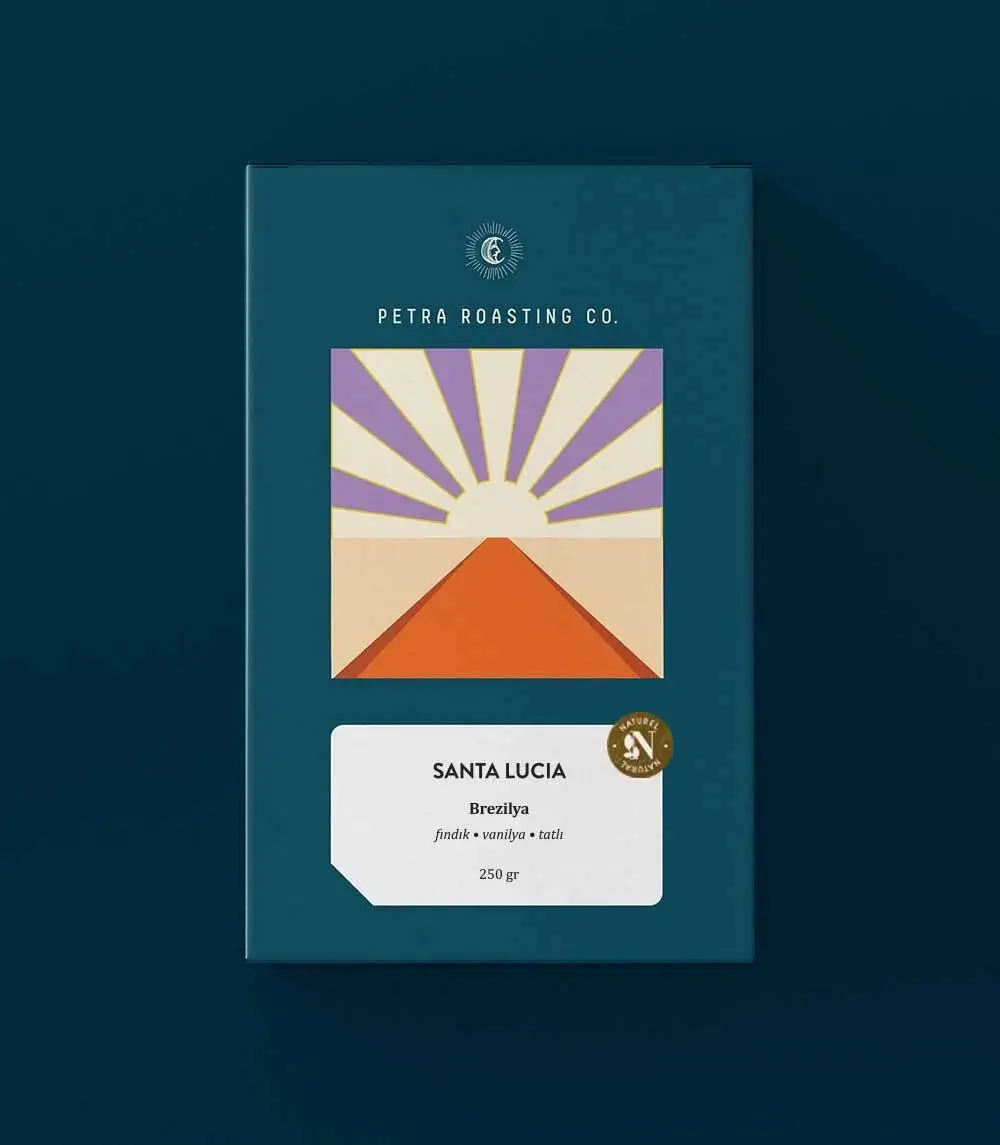 PETRA ROASTING CO.
NATUREL
N
NATURAL
SANTA LUCIA
Brezilya
fındık • vanilya • tatlı
250 gr